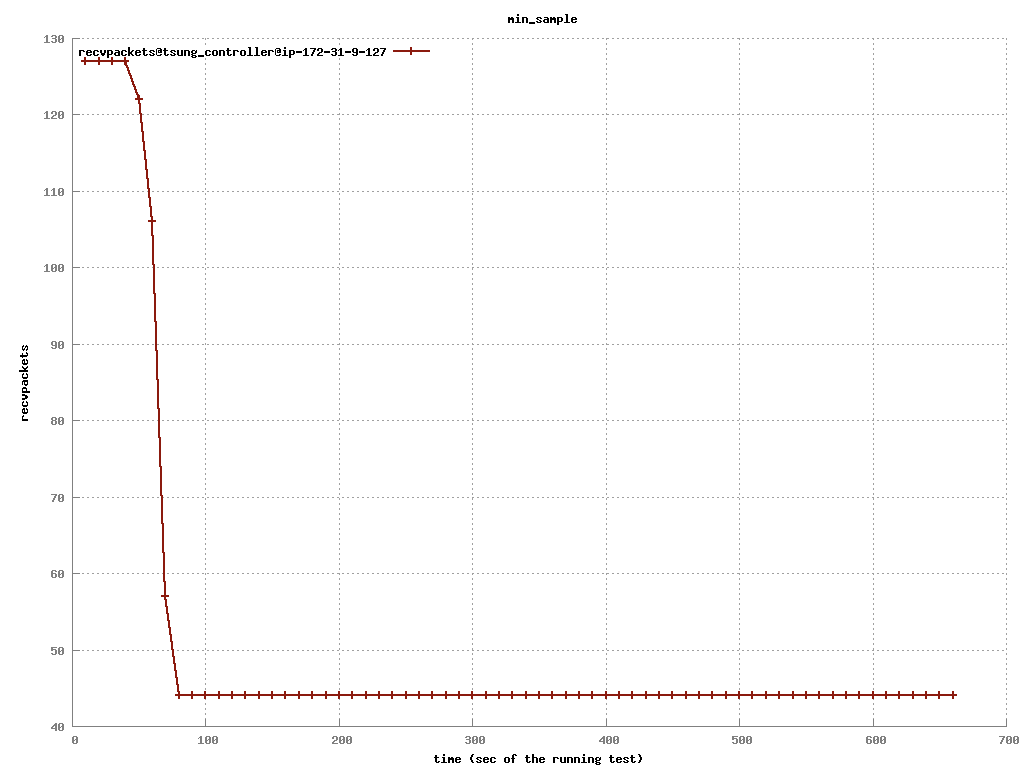 min_sample
recvpackets@tsung_controller@ip-172-31-9-127
130
120
110
100
90
80
70
60
50
40
recvpackets
0 100 200 300 400 500 600 700
time (sec of the running test)